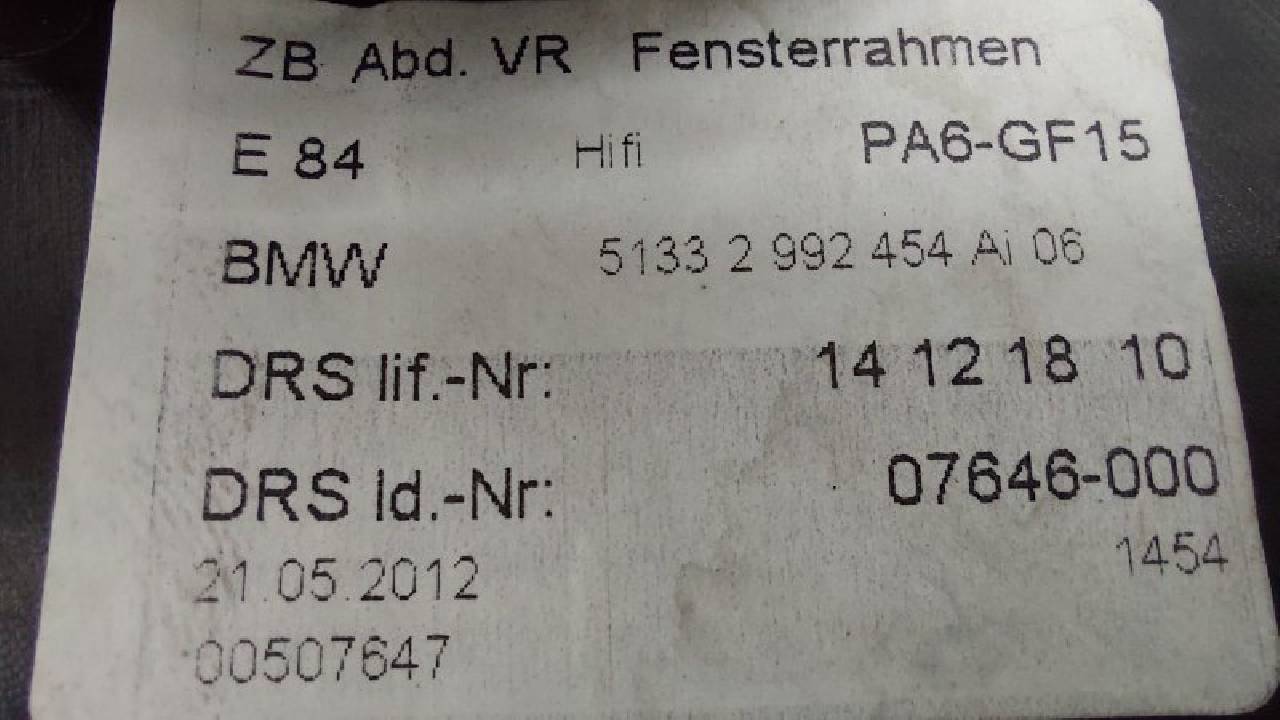 ZB Abd. VR Fensterrahmen
E 84 Hifi PA6-GF15
BMW 5133 2 992 454 Ai 06
DRS lif.-Nr: 14 12 18 10
DRS Id.-Nr: 07646-000
21.05.2012 1454
00507647